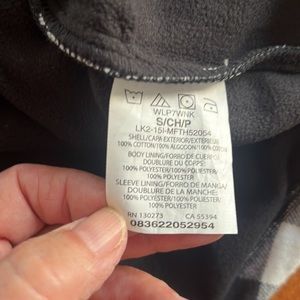 WLP7WNK
S/CH/P
LK2-15I-MFTH52054
SHELL/CAPA EXTERIOR/EXTÉRIEUR
100% COTTON/100% ALGODON/100% COTON
BODY LINING/FORRO DE CUERPO/
DOUBLURE DU CORPS:
100% POLYESTER/100% POLIESTER/
100% POLYESTER
SLEEVE LINING/FORRO DE MANGA/
DOUBLURE DE LA MANCHE:
100% POLYESTER/100% POLIESTER/
100% POLYESTER
RN 130273 CA 55394
083622052954